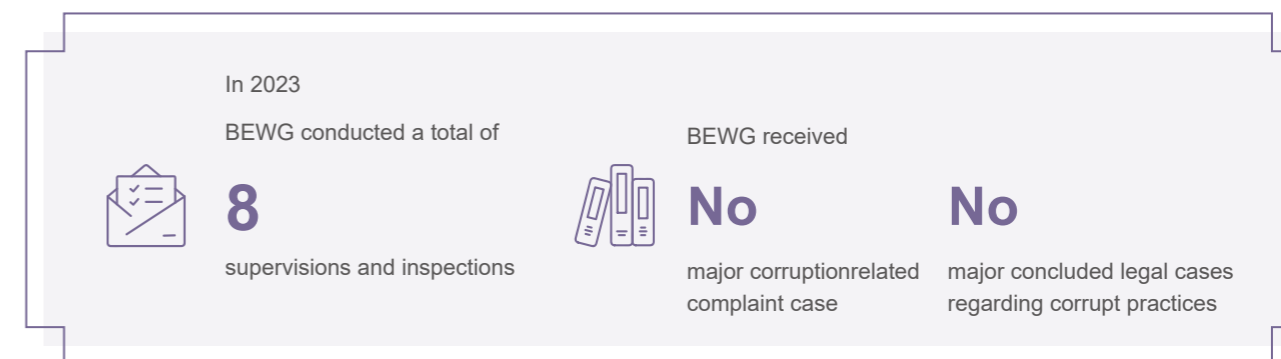 In 2023
BEWG conducted a total of
8
supervisions and inspections
BEWG received
No
major corruptionrelated
complaint case
No
major concluded legal cases
regarding corrupt practices